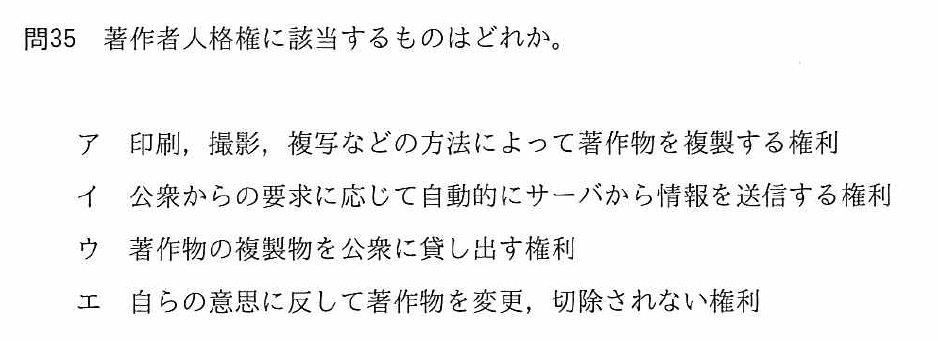 問35 著作者人格権に該当するものはどれか。
ア 印刷，撮影，複写などの方法によって著作物を複製する権利
イ 公衆からの要求に応じて自動的にサーバから情報を送信する権利
ウ 著作物の複製物を公衆に貸し出す権利
エ 自らの意思に反して著作物を変更，切除されない権利